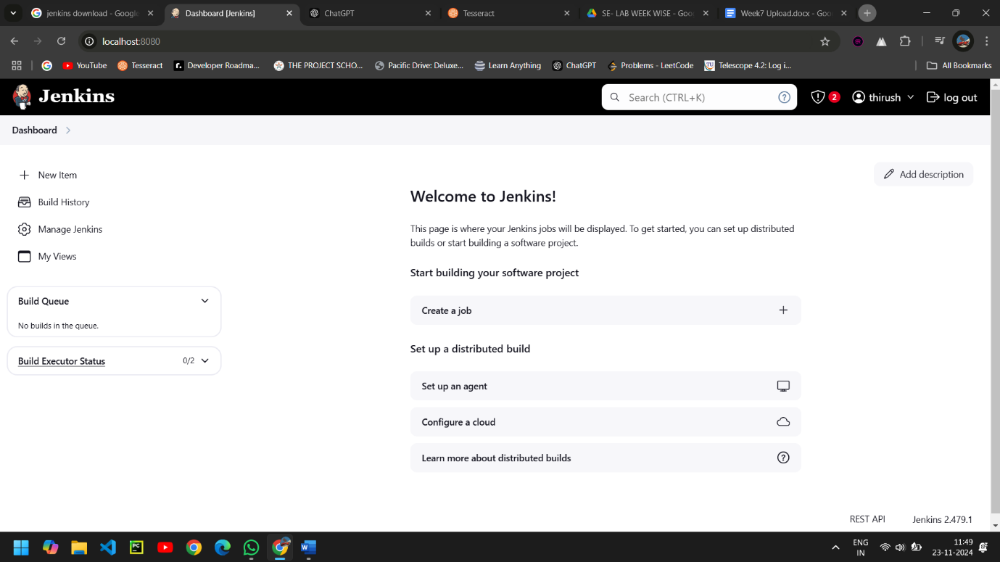 jenkins download - Google
Dashboard [Jenkins]
ChatGPT
Tesseract
SE- LAB WEEK WISE - Goo
Week7 Upload.docx - Goo
localhost:8080
YouTube
Tesseract
Developer Roadma...
THE PROJECT SCHO...
Pacific Drive: Deluxe...
Learn Anything
ChatGPT
Problems - LeetCode
Telescope 4.2: Log i...
All Bookmarks
Jenkins
Search (CTRL+K)
2
thirush
log out
Dashboard
New Item
Add description
Build History
Manage Jenkins
My Views
Build Queue
No builds in the queue.
Build Executor Status
0/2
Welcome to Jenkins!
This page is where your Jenkins jobs will be displayed. To get started, you can set up distributed
builds or start building a software project.
Start building your software project
Create a job
Set up a distributed build
Set up an agent
Configure a cloud
Learn more about distributed builds
REST API
Jenkins 2.479.1
ENG
IN
11:49
23-11-2024